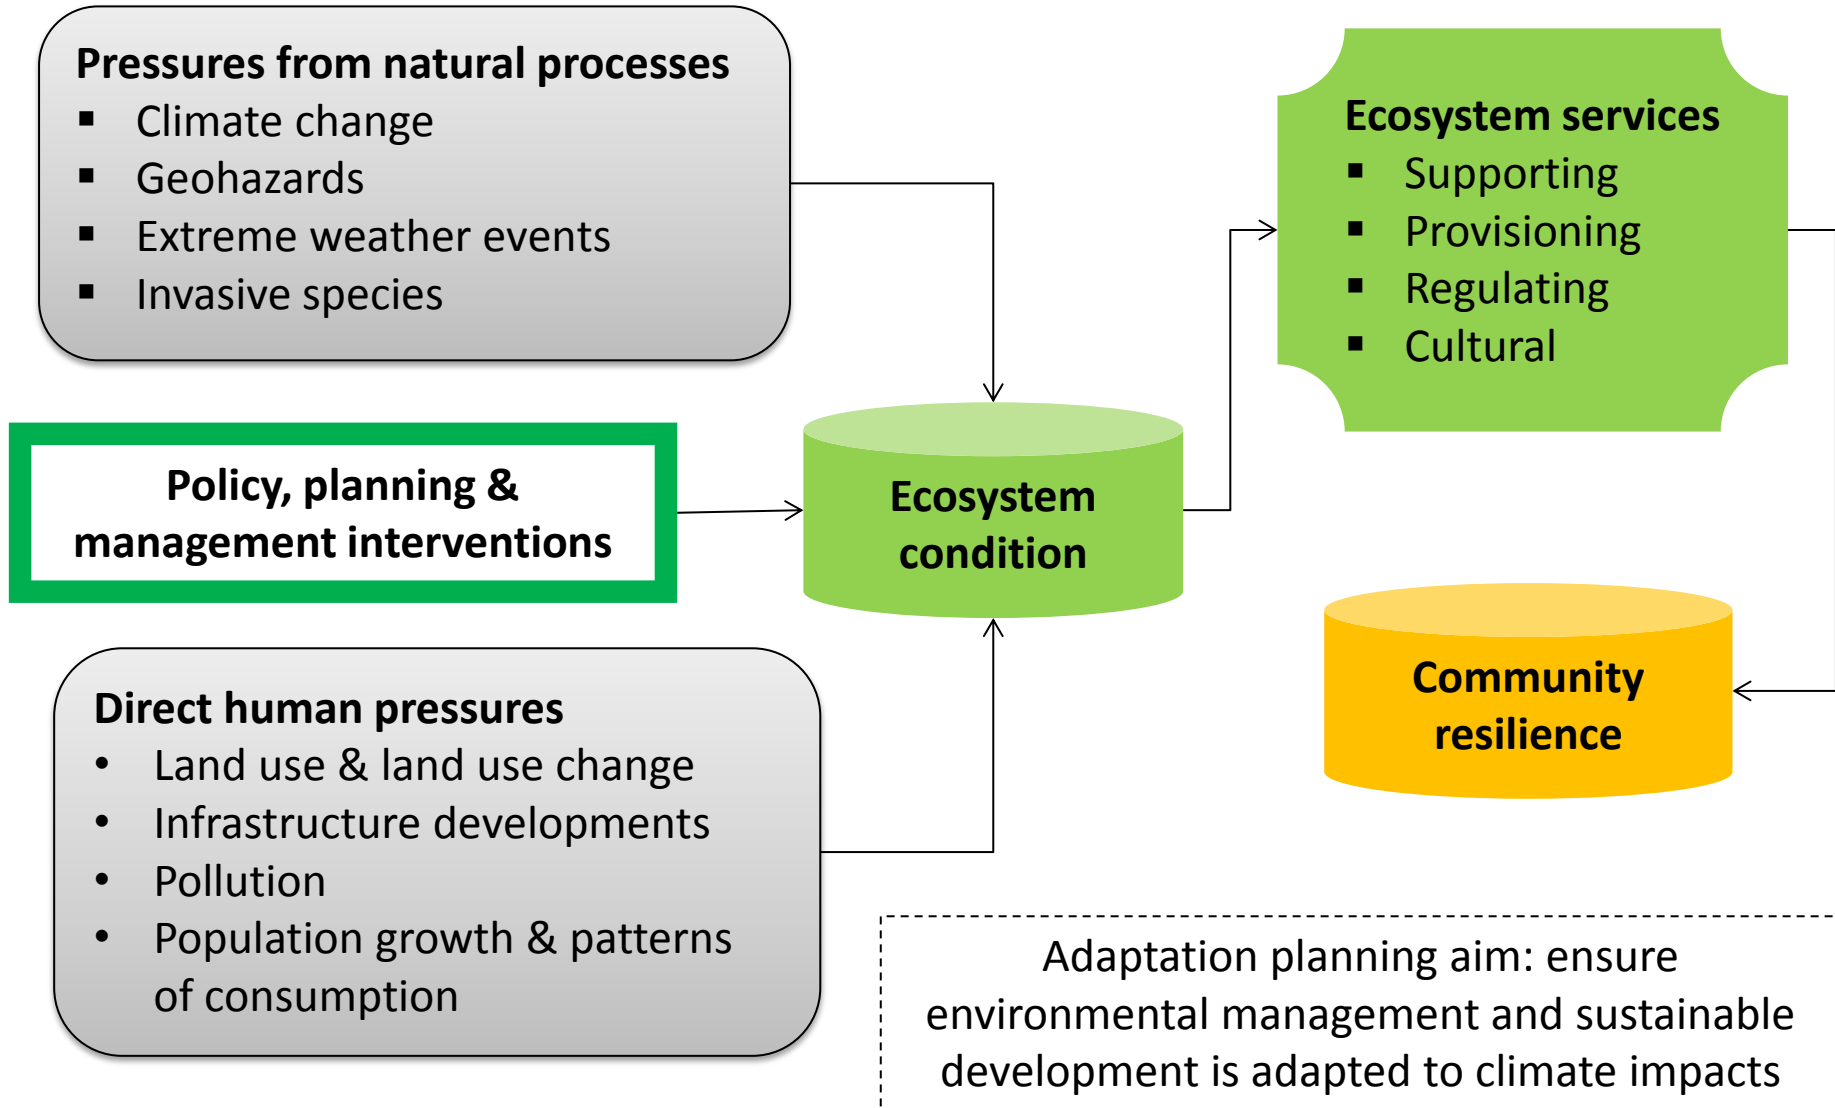 Pressures from natural processes
▪ Climate change
▪ Geohazards
▪ Extreme weather events
▪ Invasive species
Ecosystem services
▪ Supporting
▪ Provisioning
▪ Regulating
▪ Cultural
Policy, planning &
management interventions
Ecosystem
condition
Community
resilience
Direct human pressures
• Land use & land use change
• Infrastructure developments
• Pollution
• Population growth & patterns
of consumption
Adaptation planning aim: ensure
environmental management and sustainable
development is adapted to climate impacts